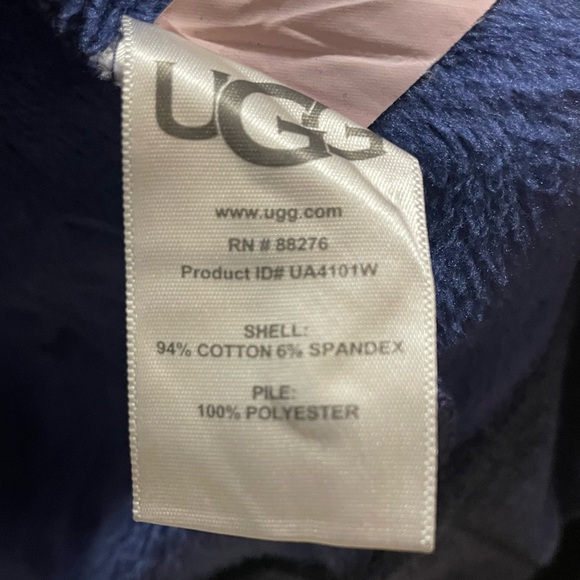 UGG
www.ugg.com
RN # 88276
Product ID# UA4101W
SHELL:
94% COTTON 6% SPANDEX
PILE:
100% POLYESTER